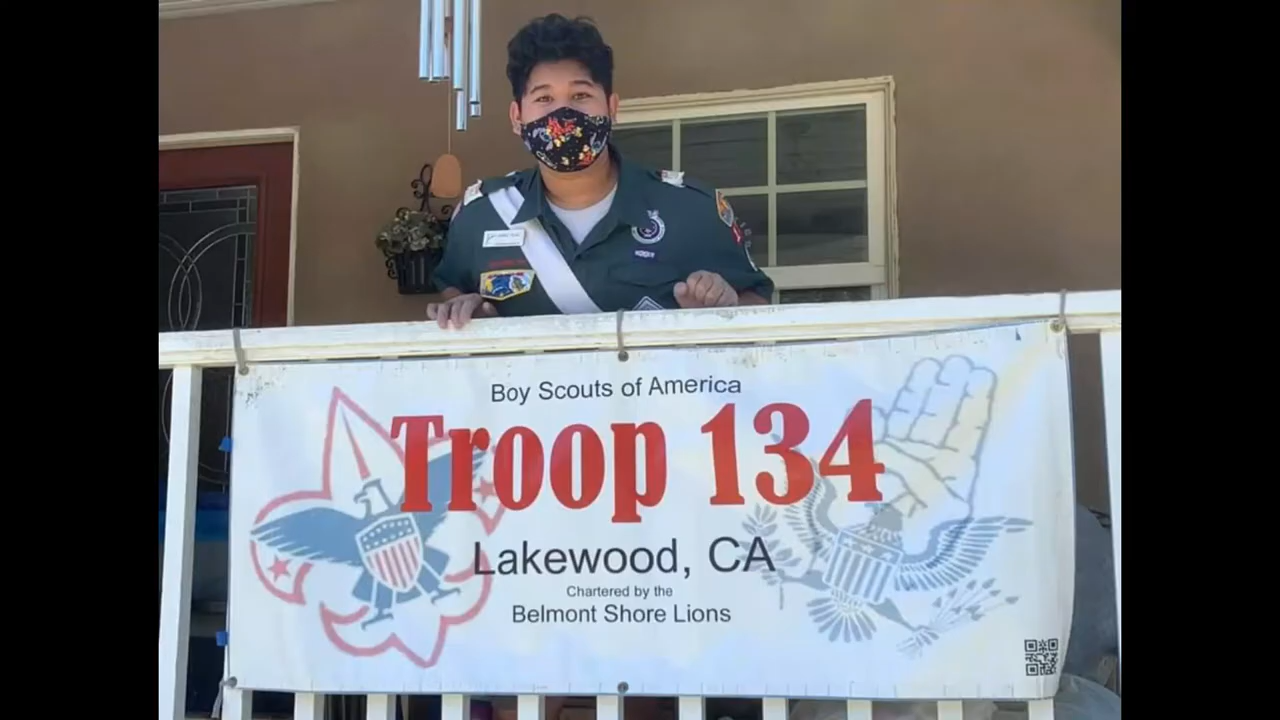 Boy Scouts of America
Troop 134
Lakewood, CA
Chartered by the
Belmont Shore Lions